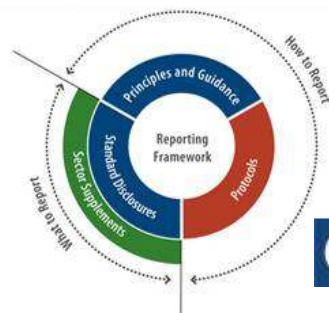 How to Report
Principles and Guidance
Reporting
Framework
Standard Disclosures
Sector Supplements
Protocols
What to Report